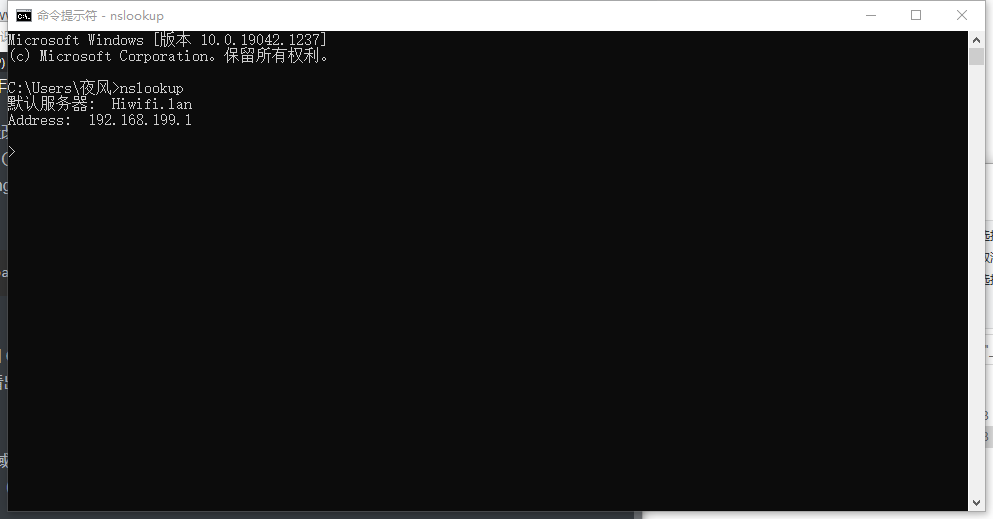 命令提示符 - nslookup
Microsoft Windows [版本 10.0.19042.1237]
(c) Microsoft Corporation。保留所有权利。
C:\Users\夜风>nslookup
默认服务器:  Hiwifi.lan
Address:  192.168.199.1
>